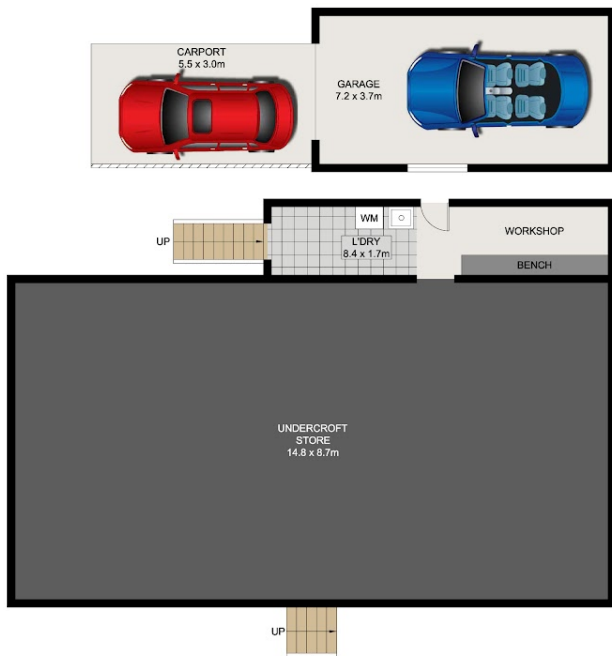 CARPORT
5.5 x 3.0m
GARAGE
7.2 x 3.7m
WM
UP
L'DRY
8.4 x 1.7m
WORKSHOP
BENCH
UNDERCROFT
STORE
14.8 x 8.7m
UP